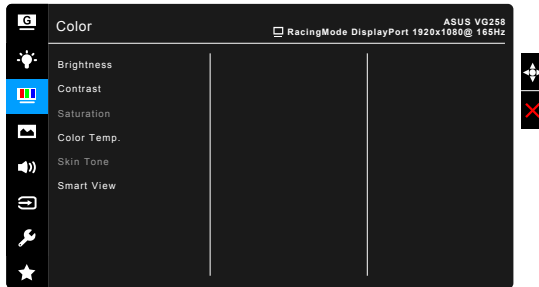 G
Color
ASUS VG258
RacingMode DisplayPort 1920x1080@ 165Hz
Brightness
Contrast
Saturation
Color Temp.
Skin Tone
Smart View